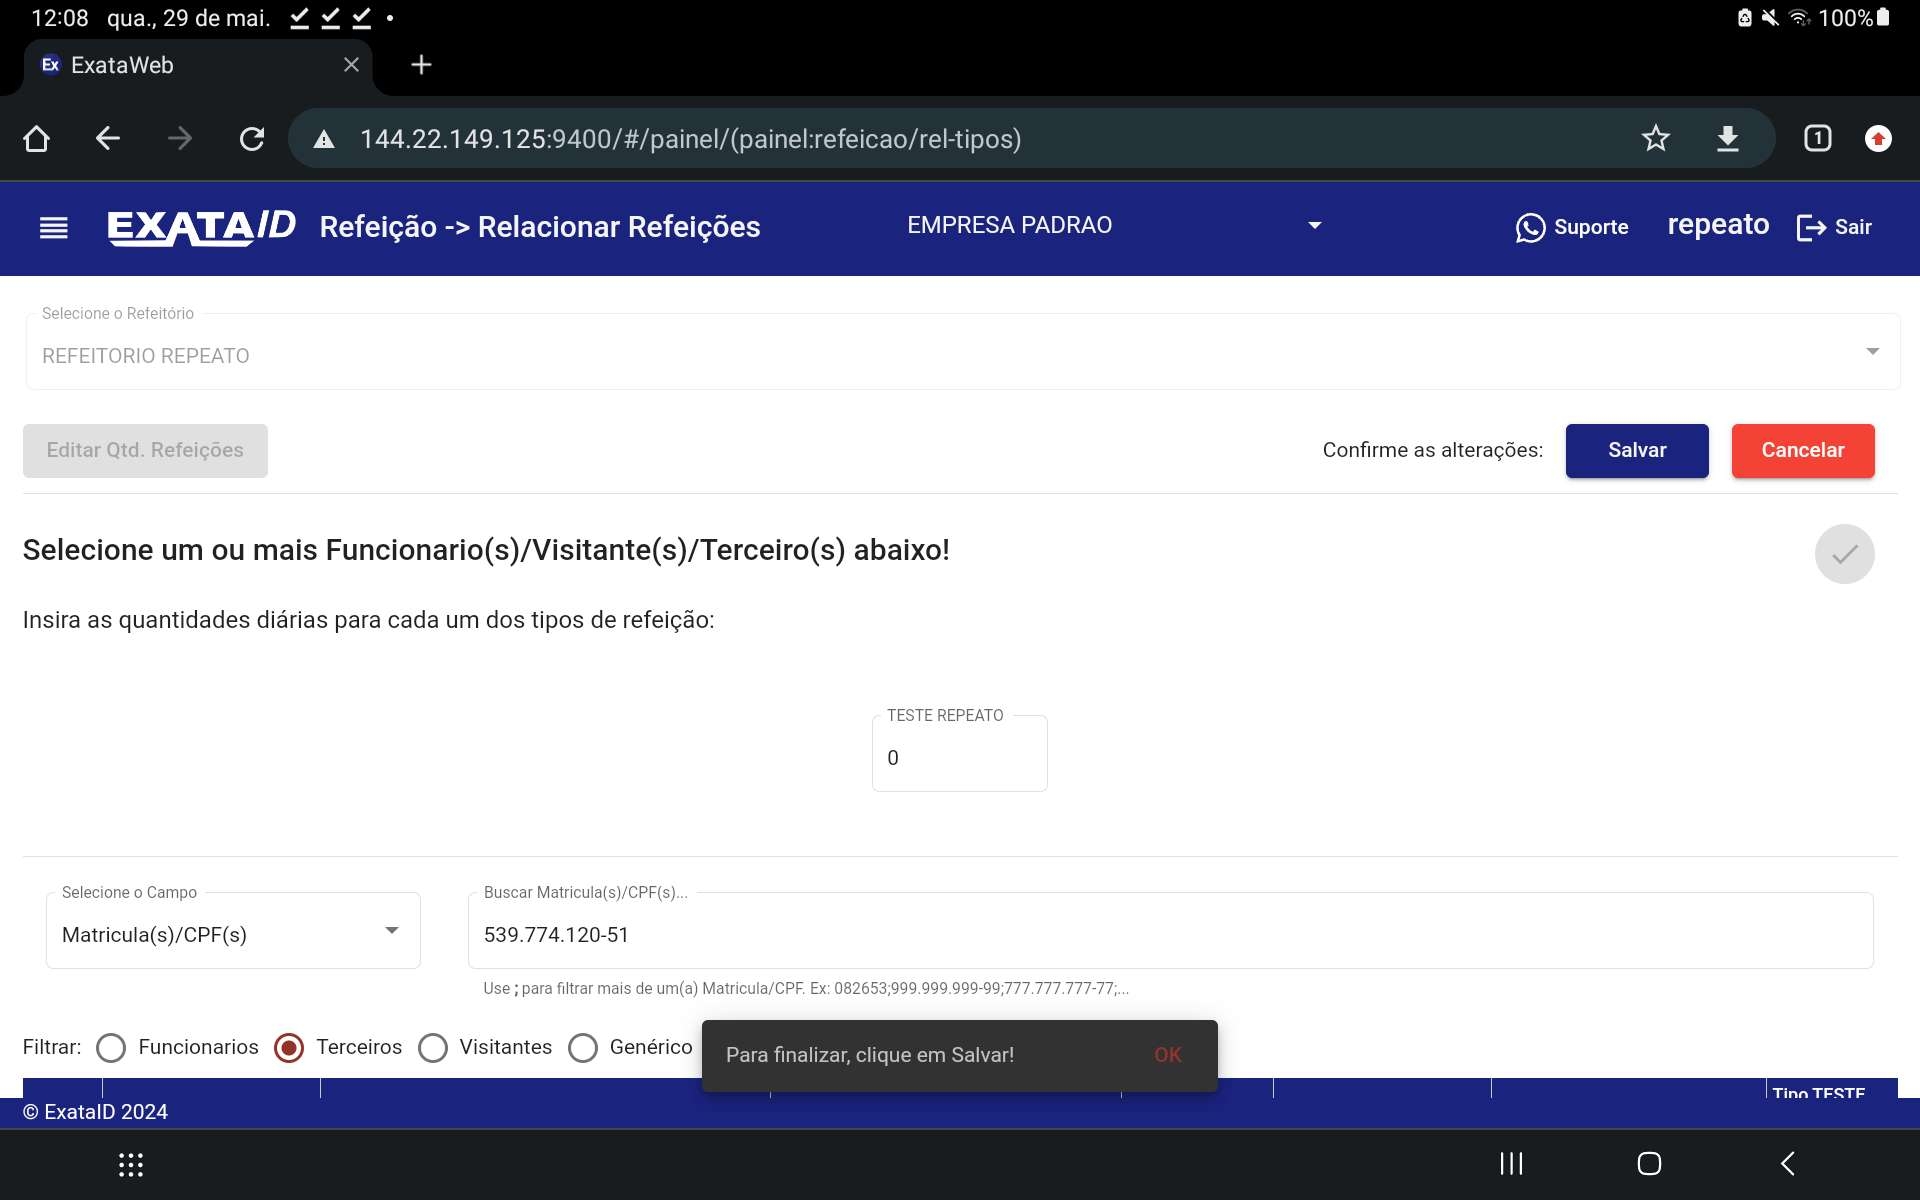 12:08 qua., 29 de mai.
100%
Ex ExataWeb
144.22.149.125:9400/#/painel/(painel:refeicao/rel-tipos)
1
EXATAID Refeição -> Relacionar Refeições EMPRESA PADRAO Suporte repeato Sair
Selecione o Refeitório
REFEITORIO REPEATO
Editar Qtd. Refeições Confirme as alterações: Salvar Cancelar
Selecione um ou mais Funcionario(s)/Visitante(s)/Terceiro(s) abaixo!
Insira as quantidades diárias para cada um dos tipos de refeição:
TESTE REPEATO
0
Selecione o Campo Buscar Matricula(s)/CPF(s)...
Matricula(s)/CPF(s) 539.774.120-51
Use ; para filtrar mais de um(a) Matricula/CPF. Ex: 082653;999.999.999-99;777.777.777-77;...
Filtrar: Funcionarios Terceiros Visitantes Genérico
Para finalizar, clique em Salvar! OK
Tipo TESTE
© ExataID 2024